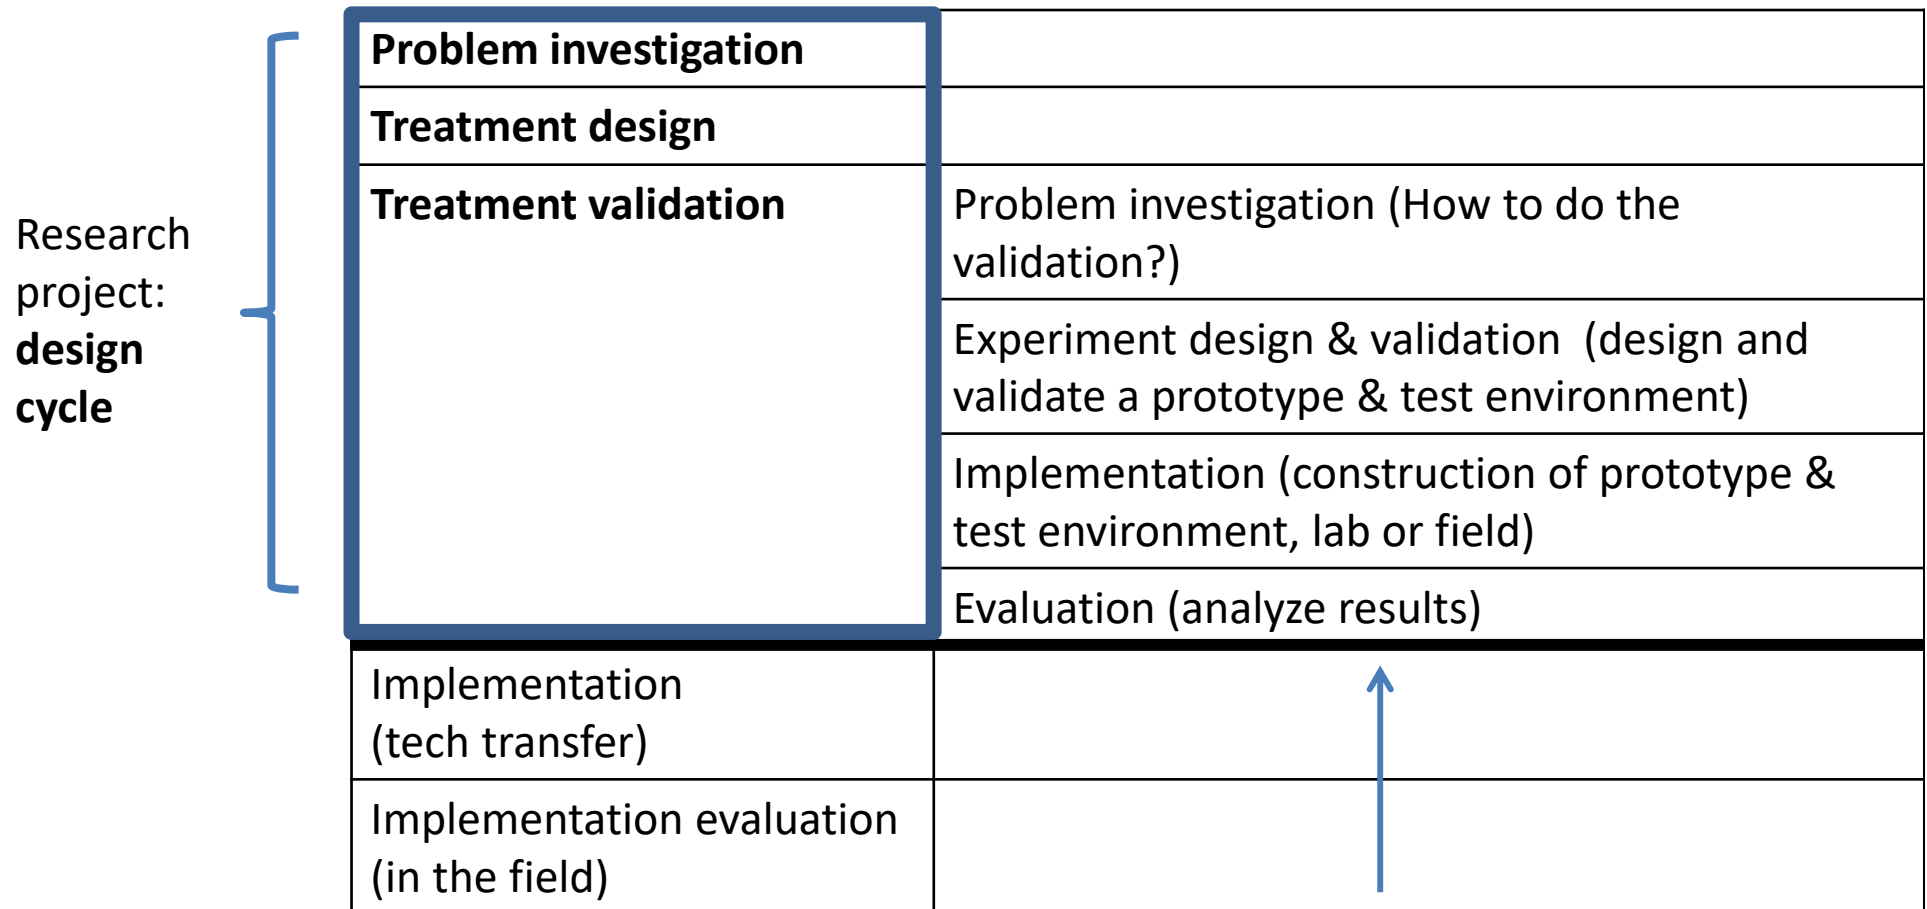 Research
project:
design
cycle
Problem investigation
Treatment design
Treatment validation
Problem investigation (How to do the
validation?)
Experiment design & validation  (design and
validate a prototype & test environment)
Implementation (construction of prototype &
test environment, lab or field)
Evaluation (analyze results)
Implementation
(tech transfer)
Implementation evaluation
(in the field)